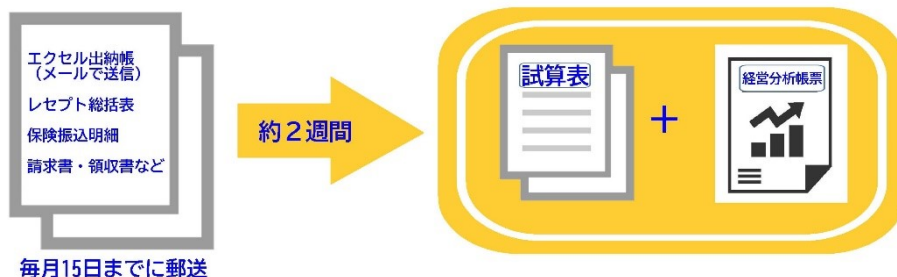 エクセル出納帳
（メールで送信）
レセプト総括表
保険振込明細
請求書・領収書など
毎月15日までに郵送
約２週間
試算表
＋
経営分析帳票